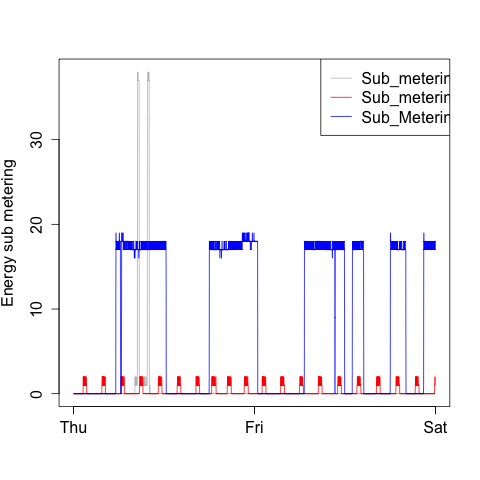 Sub_meterin
Sub_meterin
Sub_Meterin
Energy sub metering
30
20
10
0
Thu Fri Sat